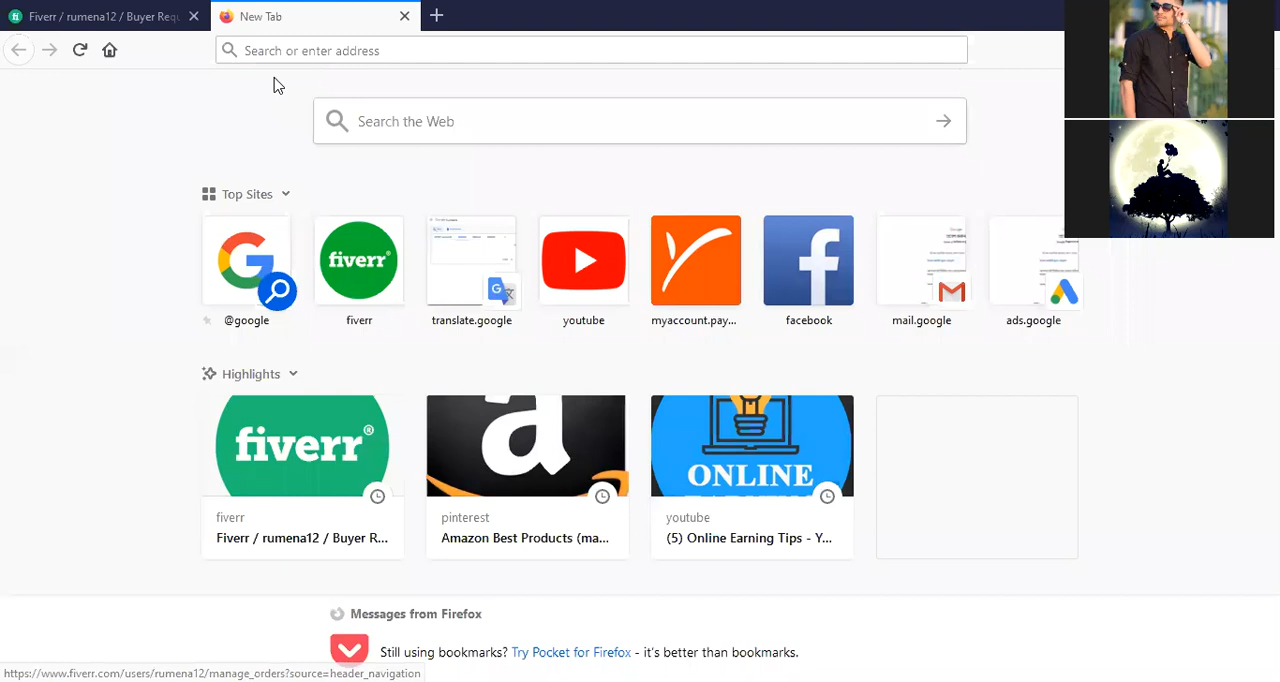 Fiverr / rumena12 / Buyer Requ
New Tab
Search or enter address
Search the Web
Top Sites
fiverr®
@google
fiverr
translate.google
youtube
myaccount.pay...
facebook
mail.google
ads.google
Highlights
fiverr®
a
ONLINE
fiverr
Fiverr / rumena12 / Buyer R...
pinterest
Amazon Best Products (ma...
youtube
(5) Online Earning Tips - Y...
Messages from Firefox
Still using bookmarks? Try Pocket for Firefox - it's better than bookmarks.
https://www.fiverr.com/users/rumena12/manage_orders?source=header_navigation